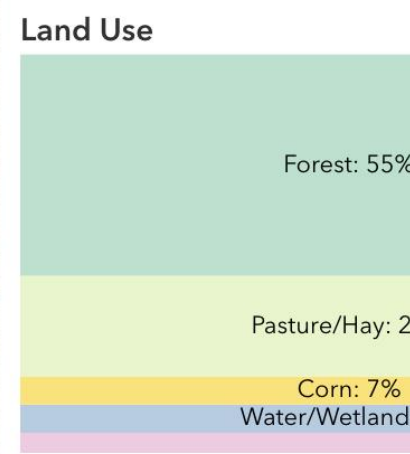 Land Use
Forest: 55%
Pasture/Hay: 2
Corn: 7%
Water/Wetland